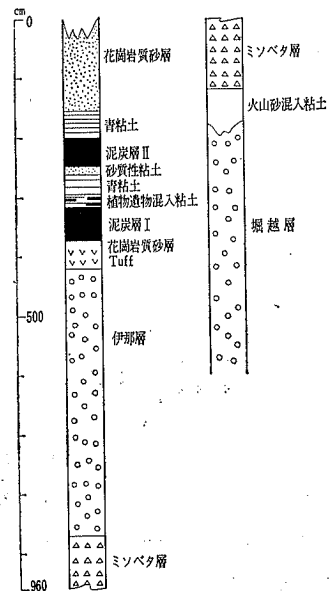 cm
0
花崗岩質砂層
青粘土
泥炭層Ⅱ
砂質性粘土
青粘土
植物遺物混入粘土
泥炭層Ⅰ
花崗岩質砂層
Tuff
500
伊那層
ミソベタ層
960
ミソベタ層
火山砂混入粘土
堀越層